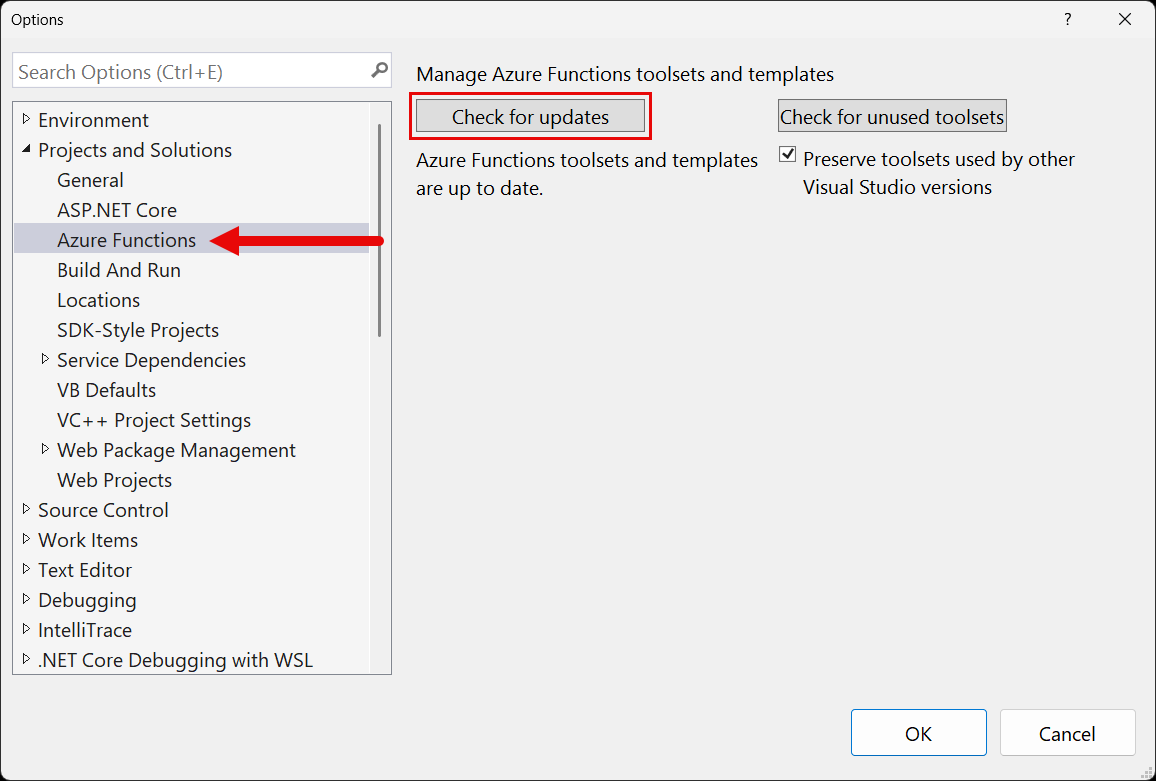 Options
?
Search Options (Ctrl+E)
Environment
Projects and Solutions
General
ASP.NET Core
Azure Functions
Build And Run
Locations
SDK-Style Projects
Service Dependencies
VB Defaults
VC++ Project Settings
Web Package Management
Web Projects
Source Control
Work Items
Text Editor
Debugging
IntelliTrace
.NET Core Debugging with WSL
Manage Azure Functions toolsets and templates
Check for updates
Azure Functions toolsets and templates
are up to date.
Check for unused toolsets
Preserve toolsets used by other
Visual Studio versions
OK
Cancel